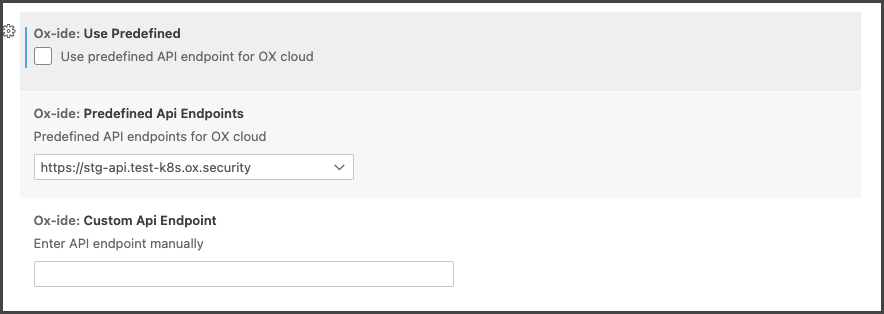 Ox-ide: Use Predefined
Use predefined API endpoint for OX cloud
Ox-ide: Predefined Api Endpoints
Predefined API endpoints for OX cloud
https://stg-api.test-k8s.ox.security
Ox-ide: Custom Api Endpoint
Enter API endpoint manually